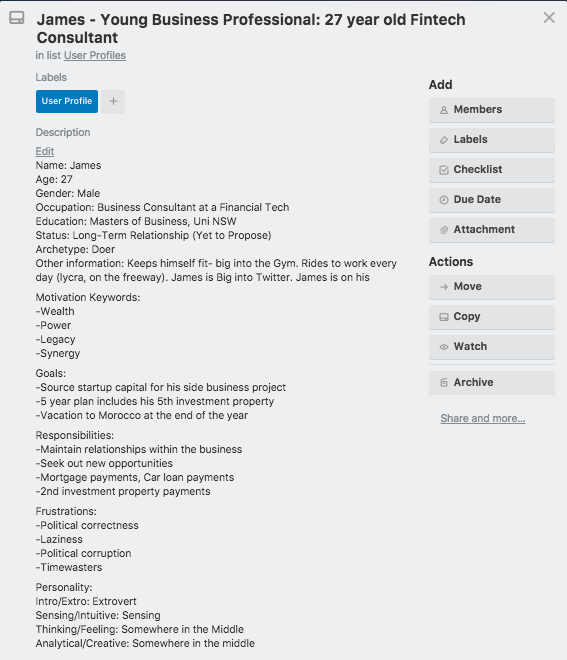 James - Young Business Professional: 27 year old Fintech
Consultant
in list User Profiles
Labels
User Profile
+
Description
Edit
Name: James
Age: 27
Gender: Male
Occupation: Business Consultant at a Financial Tech
Education: Masters of Business, Uni NSW
Status: Long-Term Relationship (Yet to Propose)
Archetype: Doer
Other information: Keeps himself fit- big into the Gym. Rides to work every
day (lycra, on the freeway). James is Big into Twitter. James is on his
Motivation Keywords:
-Wealth
-Power
-Legacy
-Synergy
Goals:
-Source startup capital for his side business project
-5 year plan includes his 5th investment property
-Vacation to Morocco at the end of the year
Responsibilities:
-Maintain relationships within the business
-Seek out new opportunities
-Mortgage payments, Car loan payments
-2nd investment property payments
Frustrations:
-Political correctness
-Laziness
-Political corruption
-Timewasters
Personality:
Intro/Extro: Extrovert
Sensing/Intuitive: Sensing
Thinking/Feeling: Somewhere in the Middle
Analytical/Creative: Somewhere in the middle
Add
Members
Labels
Checklist
Due Date
Attachment
Actions
Move
Copy
Watch
Archive
Share and more...